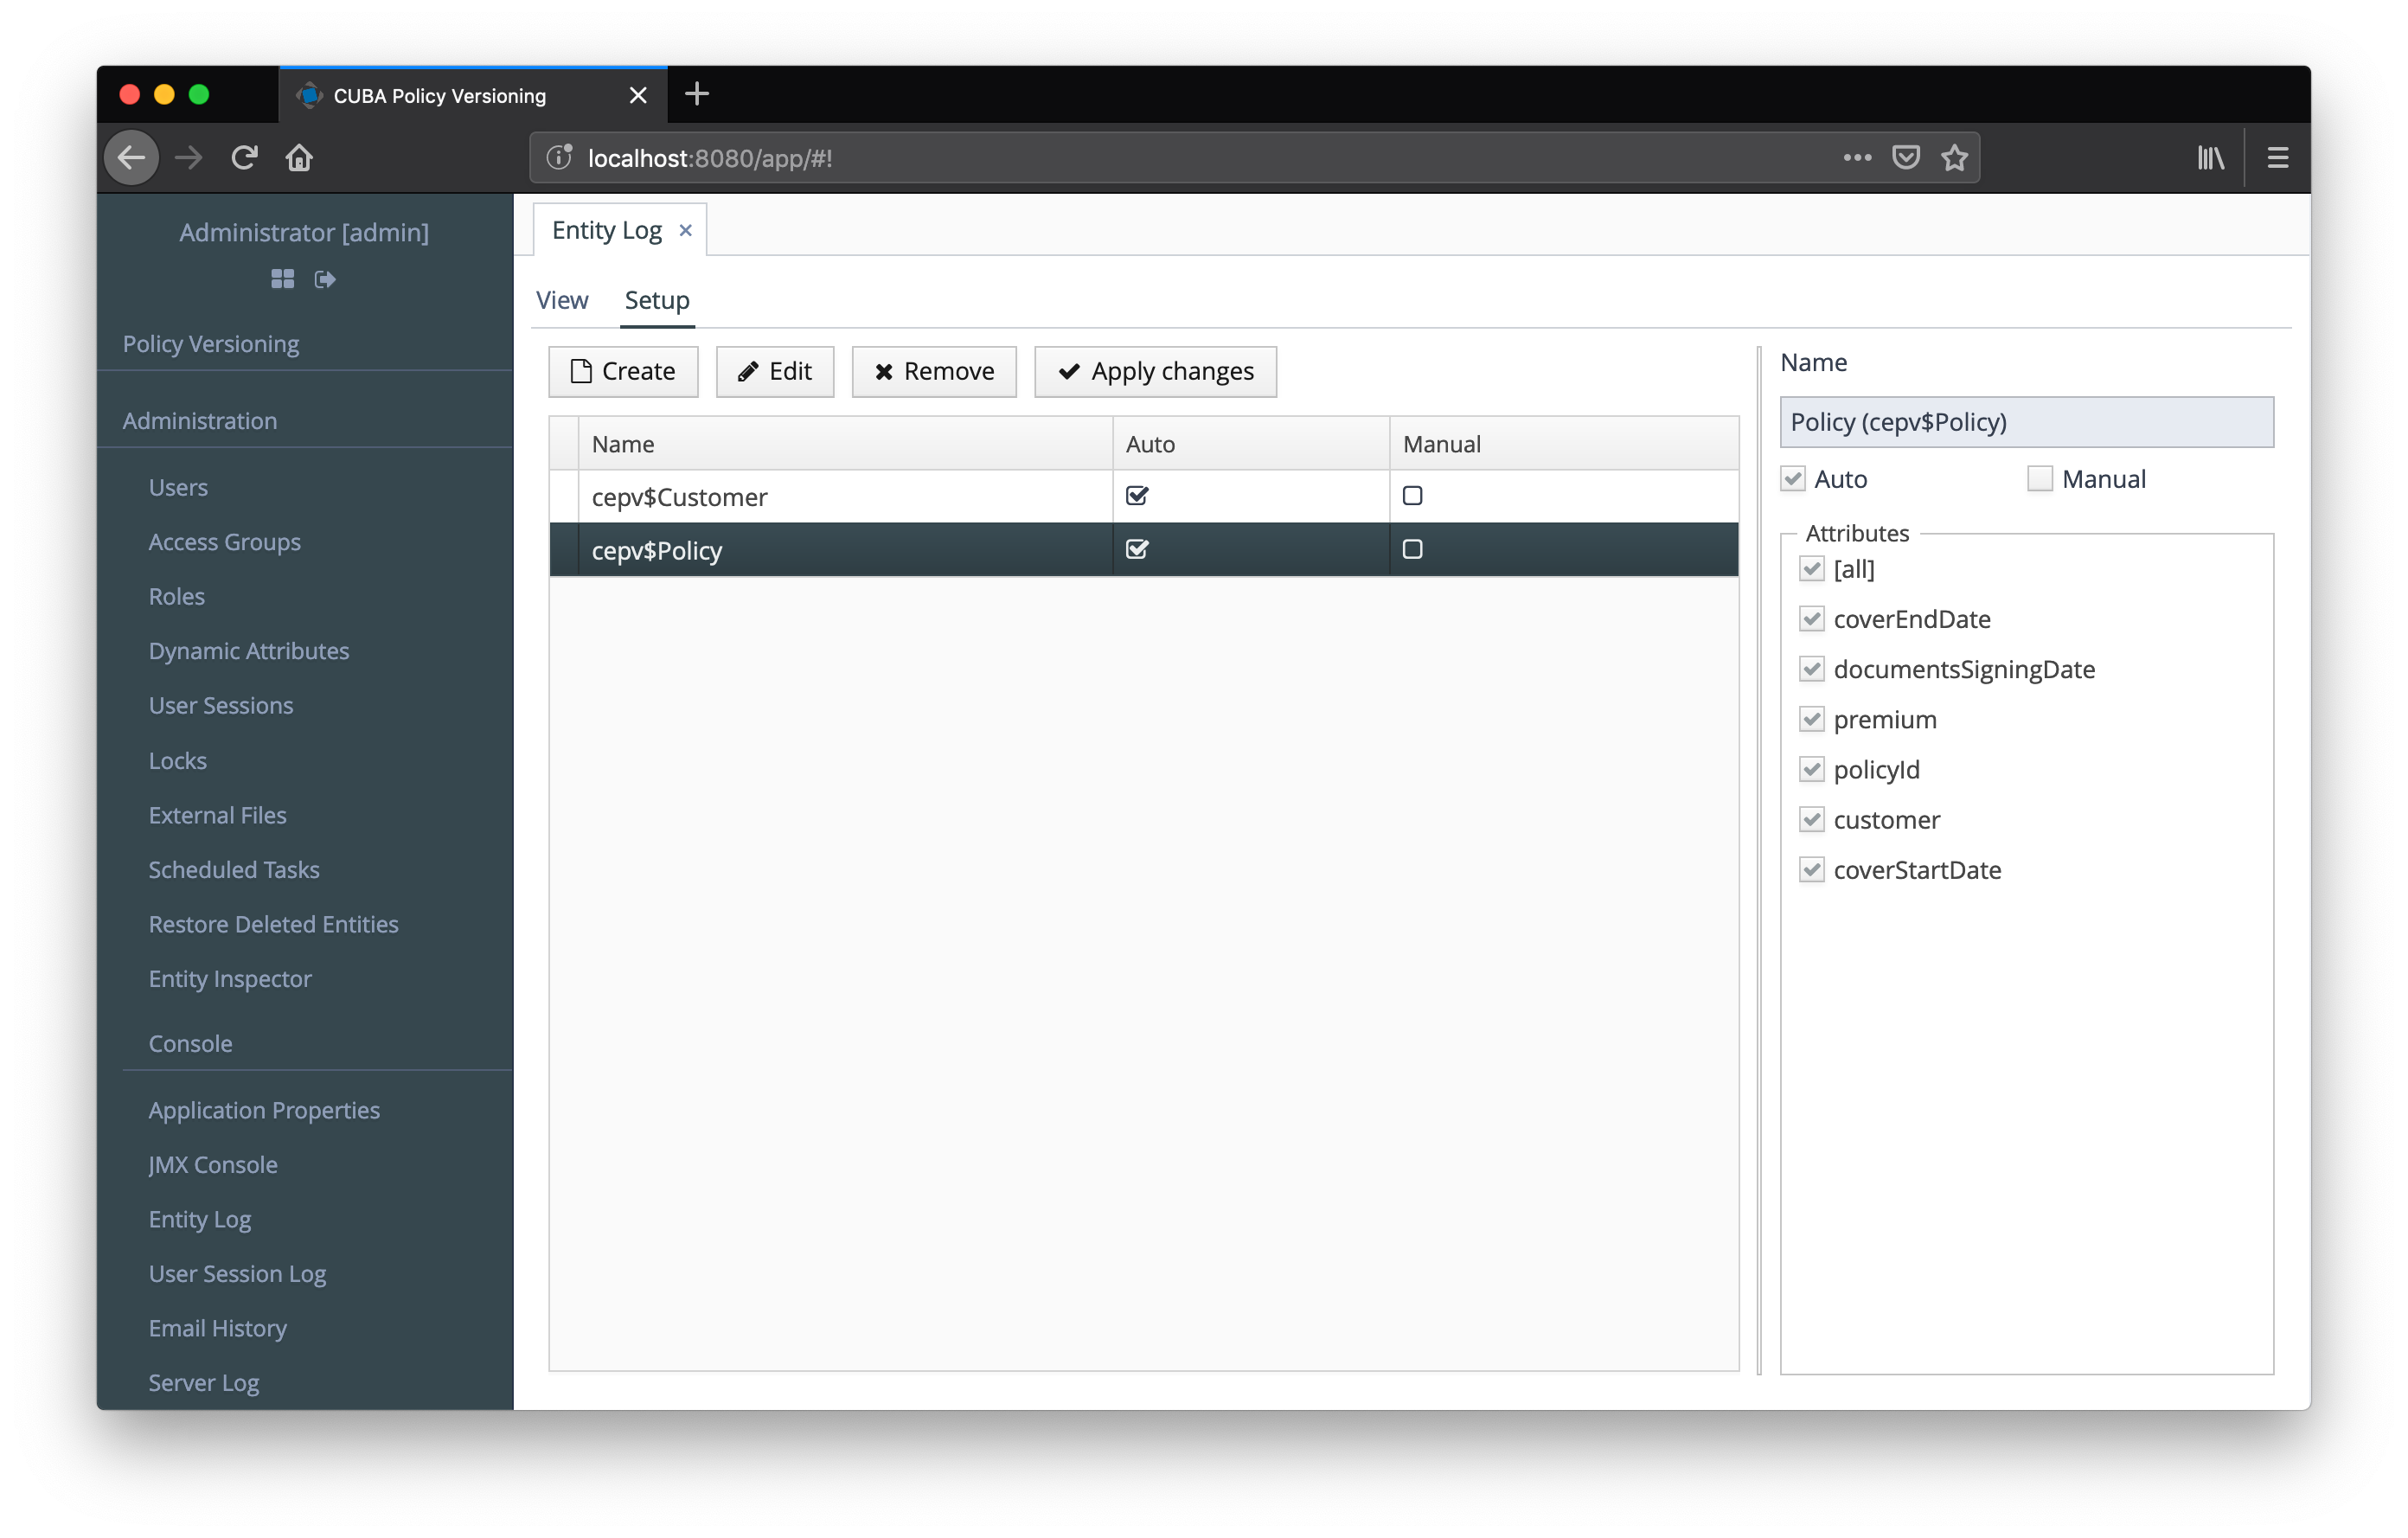 CUBA Policy Versioning
localhost:8080/app/#!
Administrator [admin]
Policy Versioning
Administration
Users
Access Groups
Roles
Dynamic Attributes
User Sessions
Locks
External Files
Scheduled Tasks
Restore Deleted Entities
Entity Inspector
Console
Application Properties
JMX Console
Entity Log
User Session Log
Email History
Server Log
Entity Log
View Setup
Create Edit Remove Apply changes
Name Auto Manual
cepv$Customer
cepv$Policy
Name
Policy (cepv$Policy)
Auto Manual
Attributes
[all]
coverEndDate
documentsSigningDate
premium
policyId
customer
coverStartDate